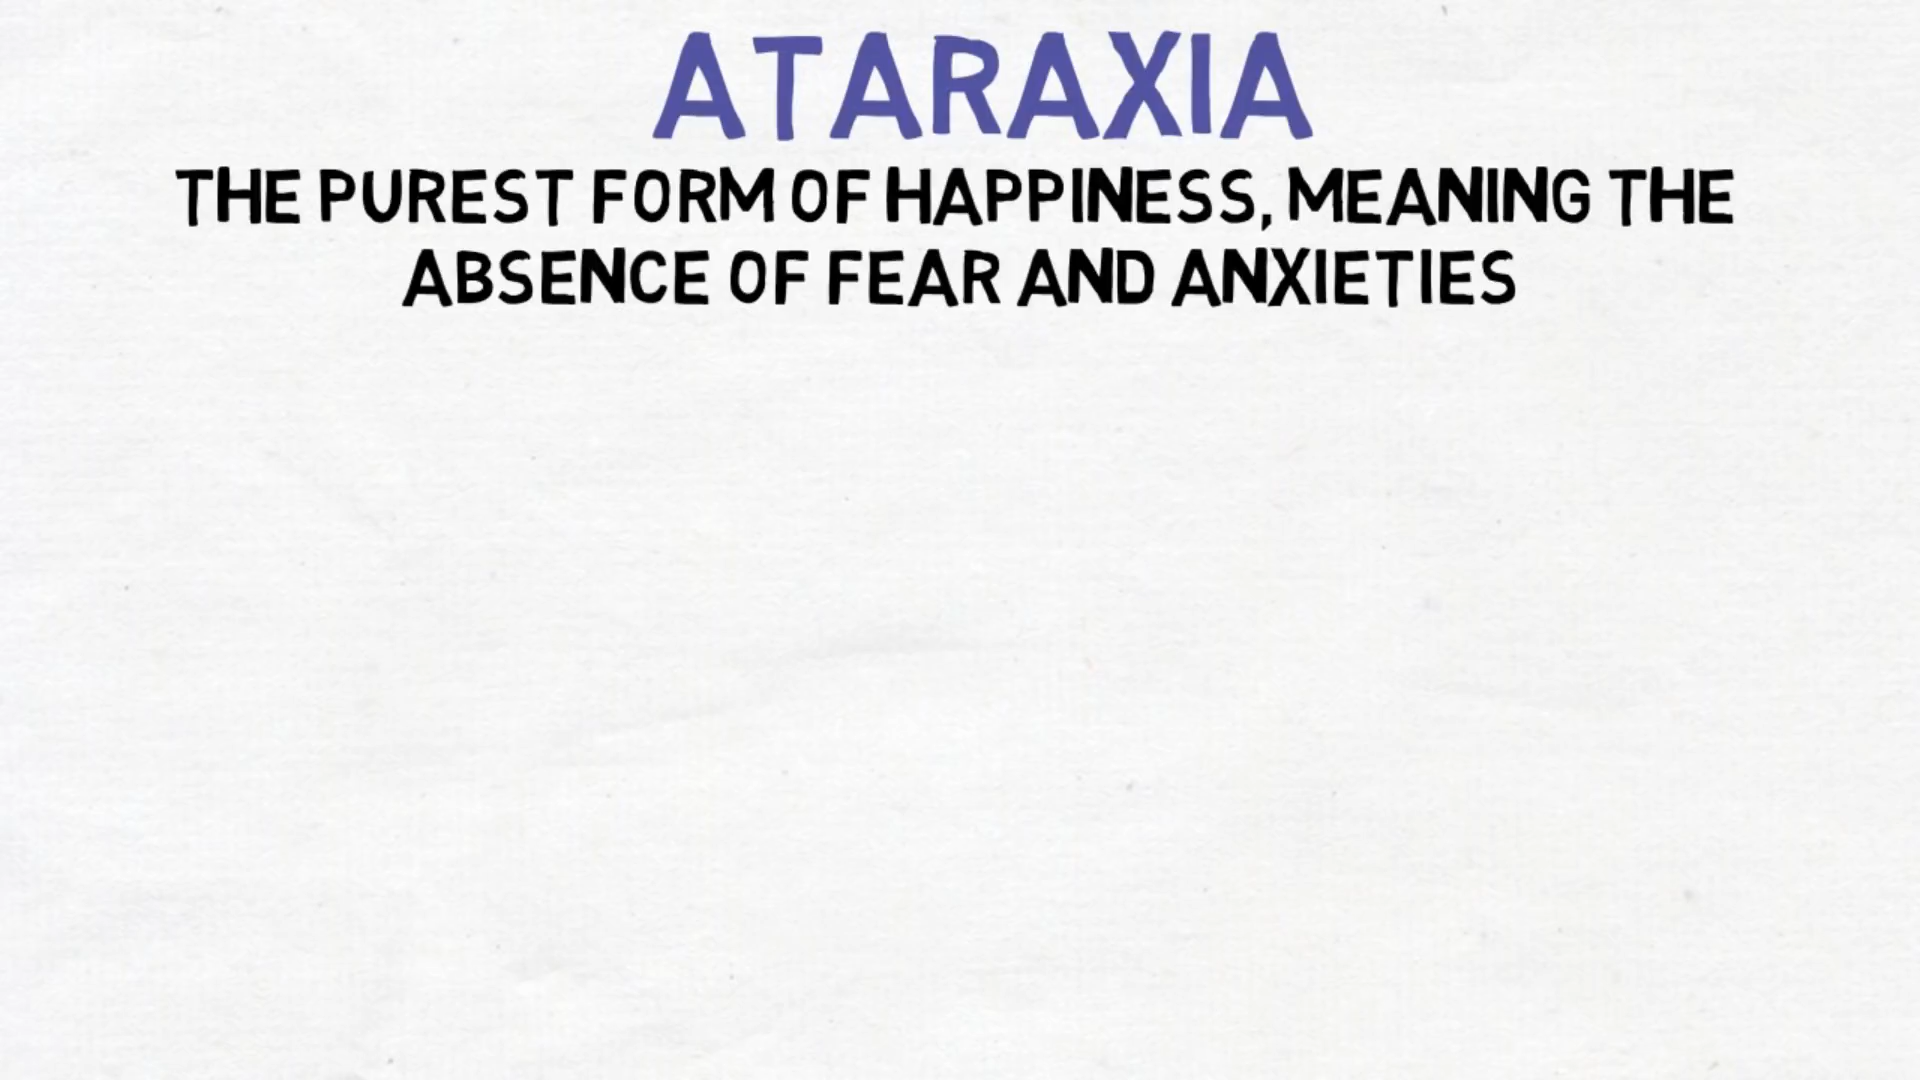 ATARAXIA
THE PUREST FORM OF HAPPINESS, MEANING THE
ABSENCE OF FEAR AND ANXIETIES